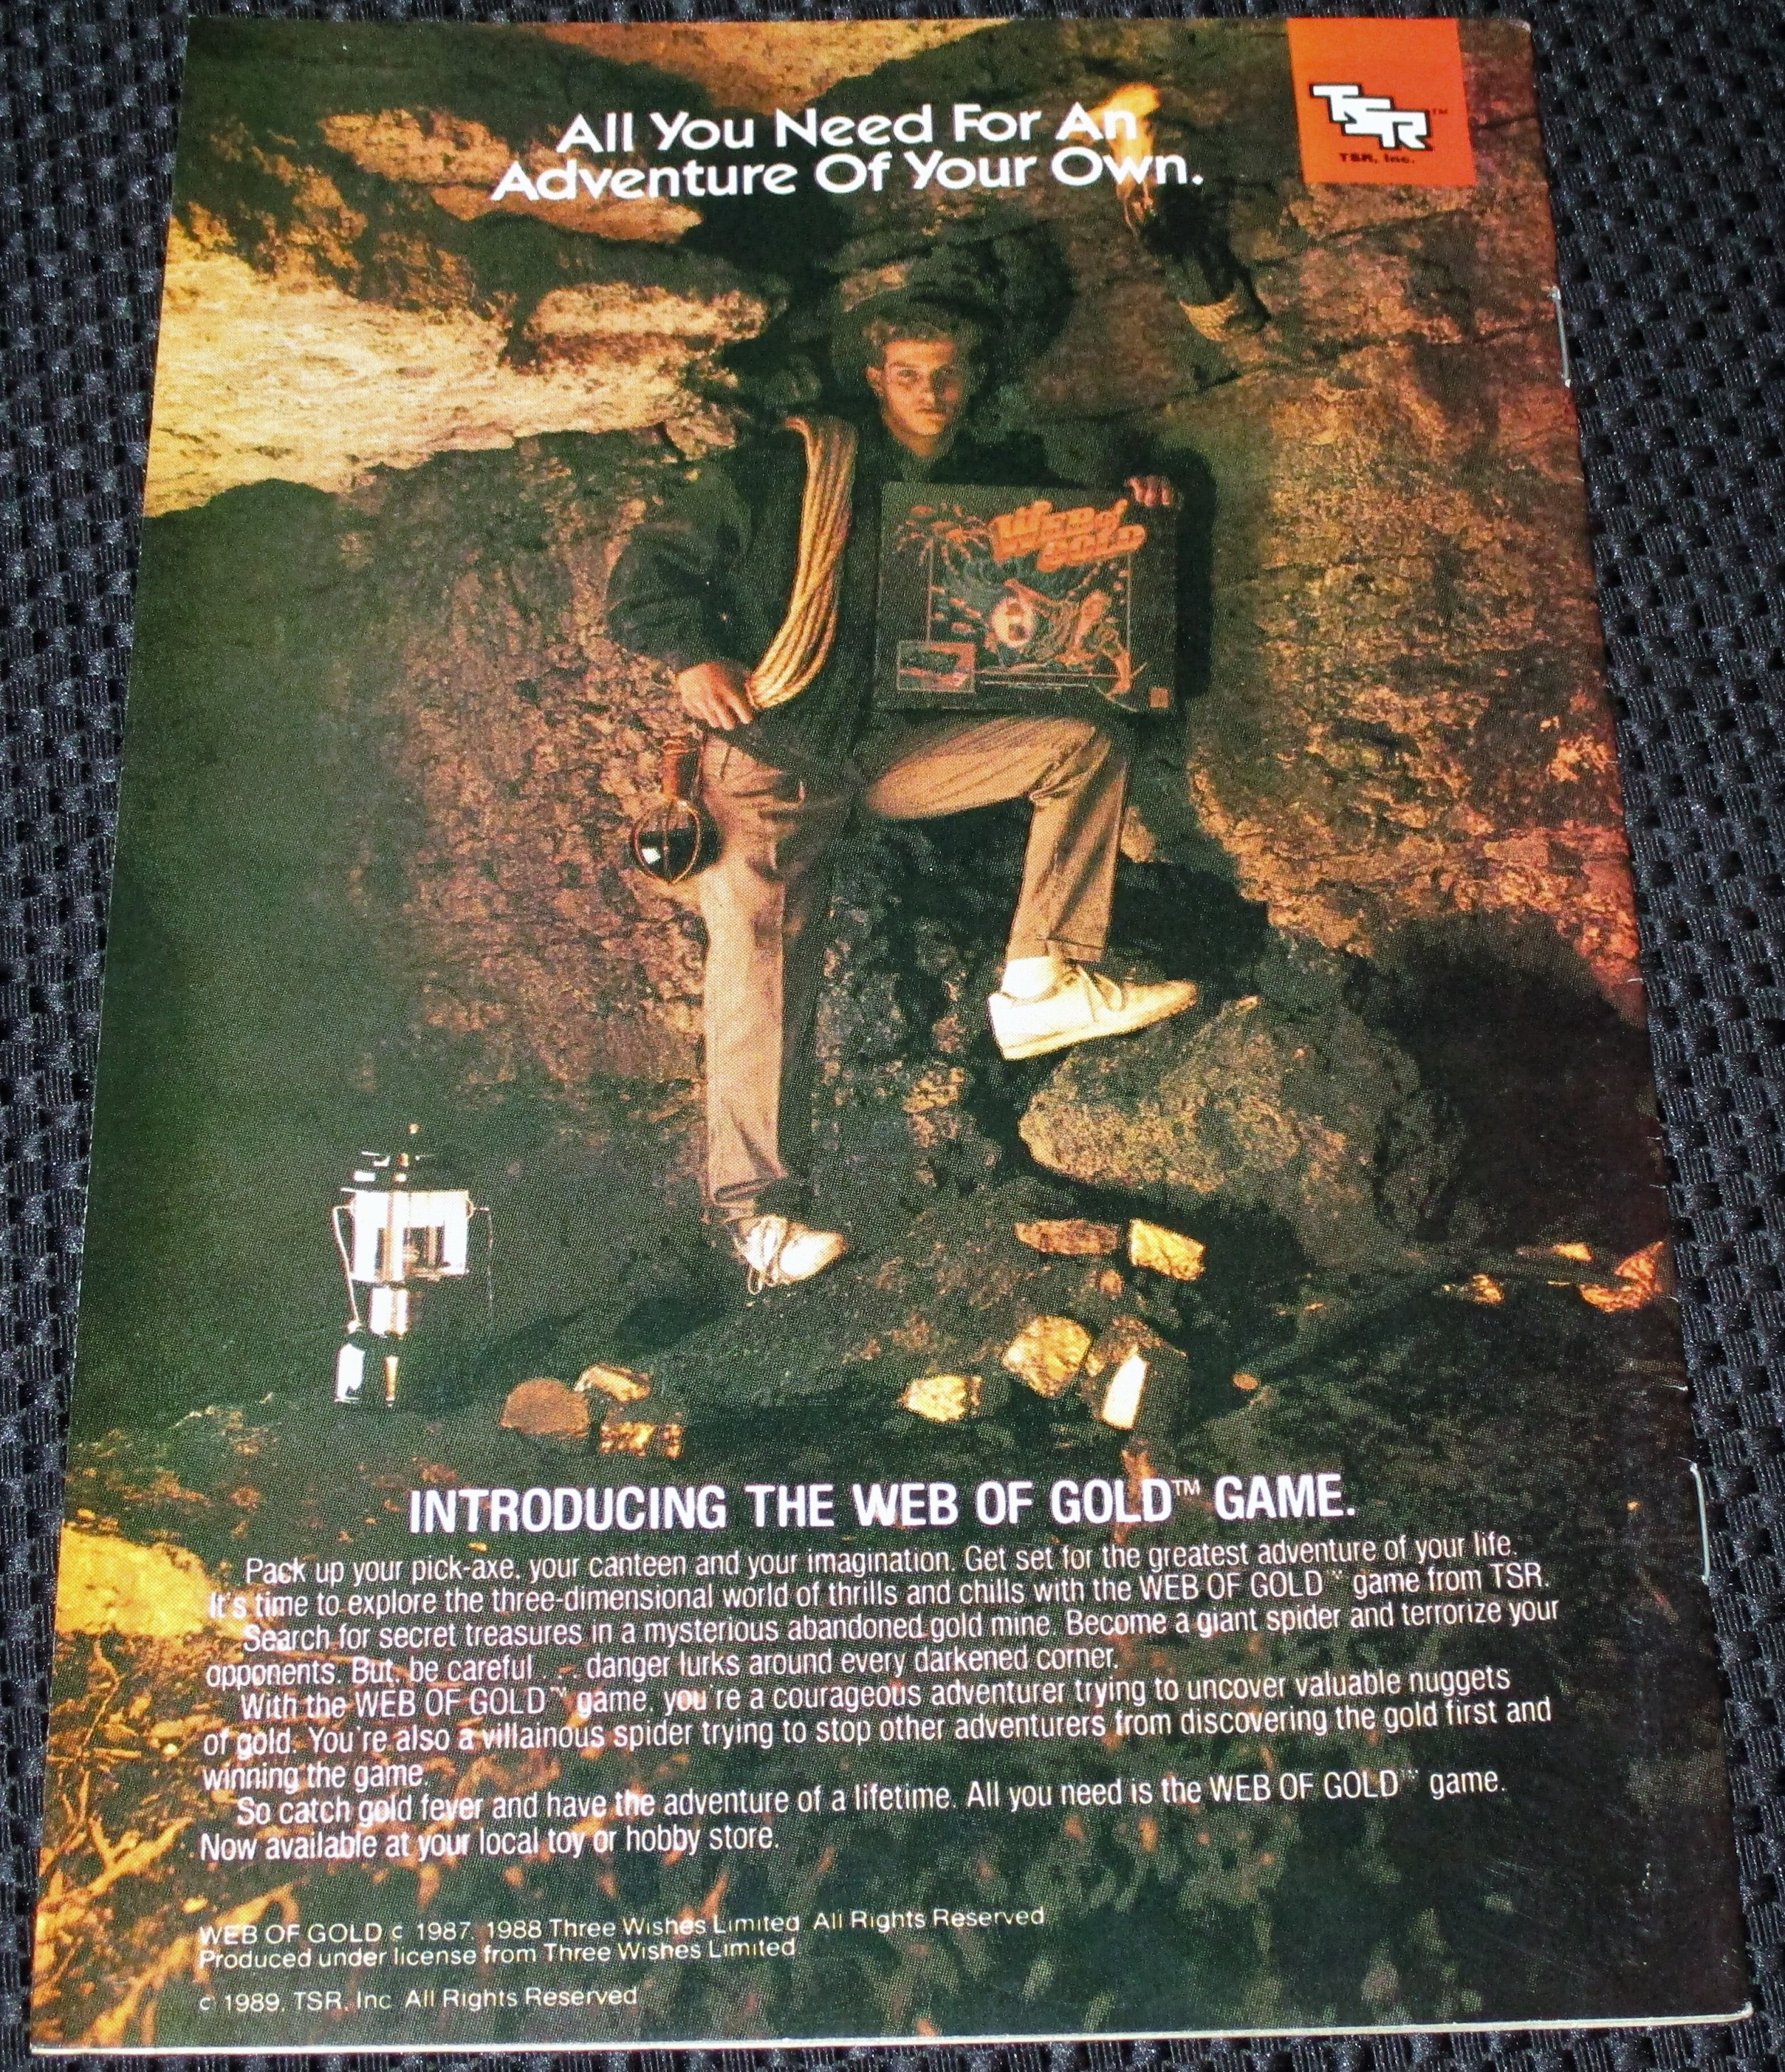 All You Need For An
Adventure Of Your Own.
TSR™
TSR, Inc.
WEB of
GOLD
INTRODUCING THE WEB OF GOLD™ GAME.
Pack up your pick-axe, your canteen and your imagination. Get set for the greatest adventure of your life.
It's time to explore the three-dimensional world of thrills and chills with the WEB OF GOLD™ game from TSR.
Search for secret treasures in a mysterious abandoned gold mine. Become a giant spider and terrorize your
opponents. But, be careful . . . danger lurks around every darkened corner.
With the WEB OF GOLD™ game, you're a courageous adventurer trying to uncover valuable nuggets
of gold. You're also a villainous spider trying to stop other adventurers from discovering the gold first and
winning the game.
So catch gold fever and have the adventure of a lifetime. All you need is the WEB OF GOLD™ game.
Now available at your local toy or hobby store.
WEB OF GOLD c 1987, 1988 Three Wishes Limited All Rights Reserved
Produced under license from Three Wishes Limited
c 1989, TSR, Inc All Rights Reserved